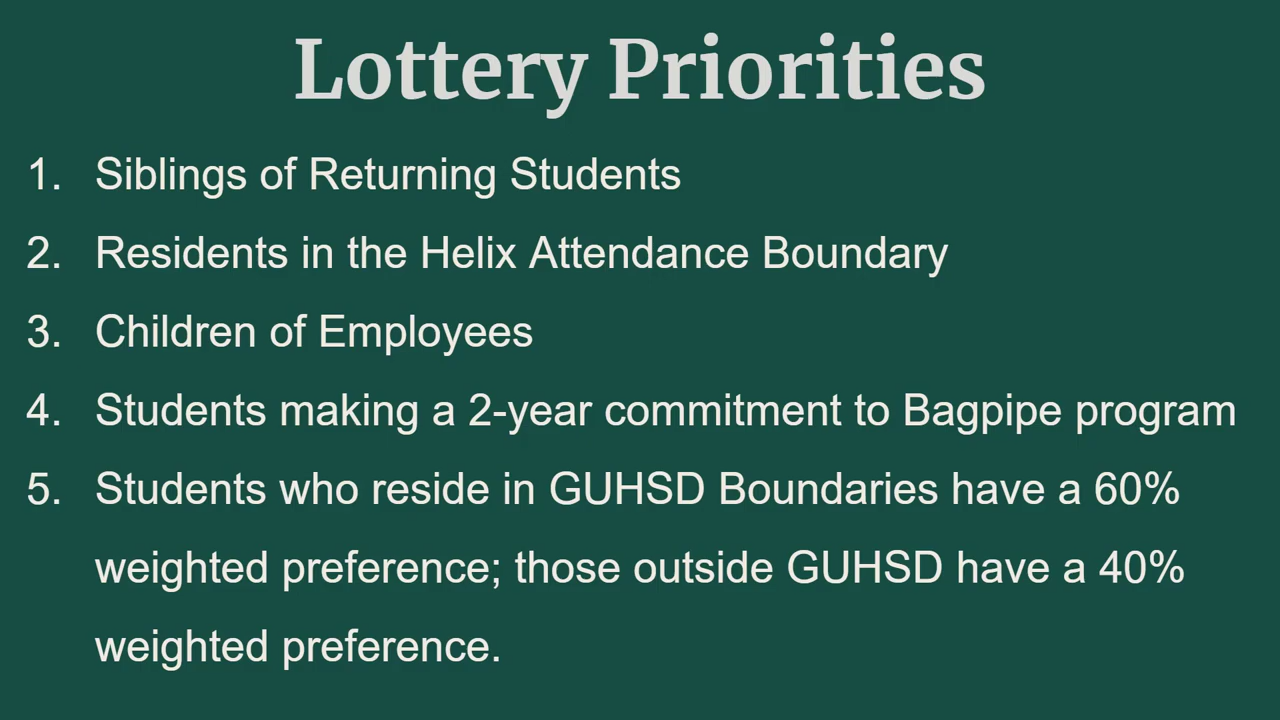 Lottery Priorities
1. Siblings of Returning Students
2. Residents in the Helix Attendance Boundary
3. Children of Employees
4. Students making a 2-year commitment to Bagpipe program
5. Students who reside in GUHSD Boundaries have a 60%
weighted preference; those outside GUHSD have a 40%
weighted preference.